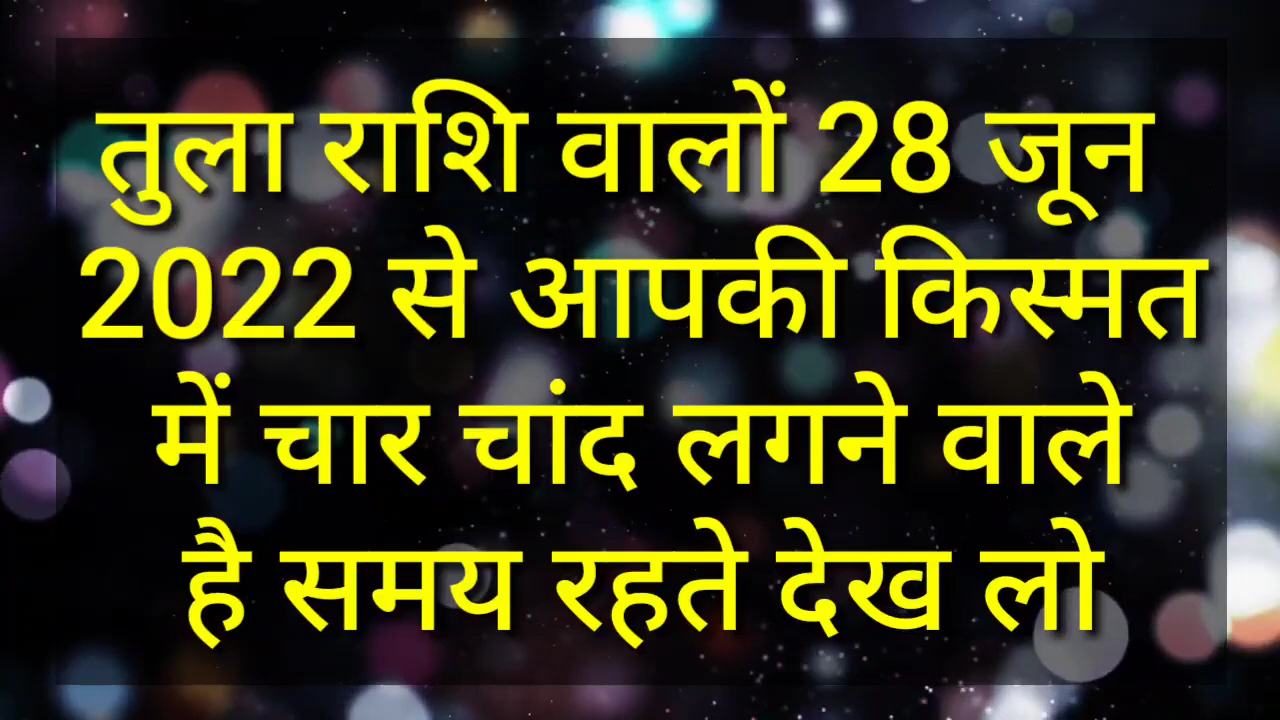 तुला राशि वालों 28 जून
2022 से आपकी किस्मत
में चार चांद लगने वाले
है समय रहते देख लो